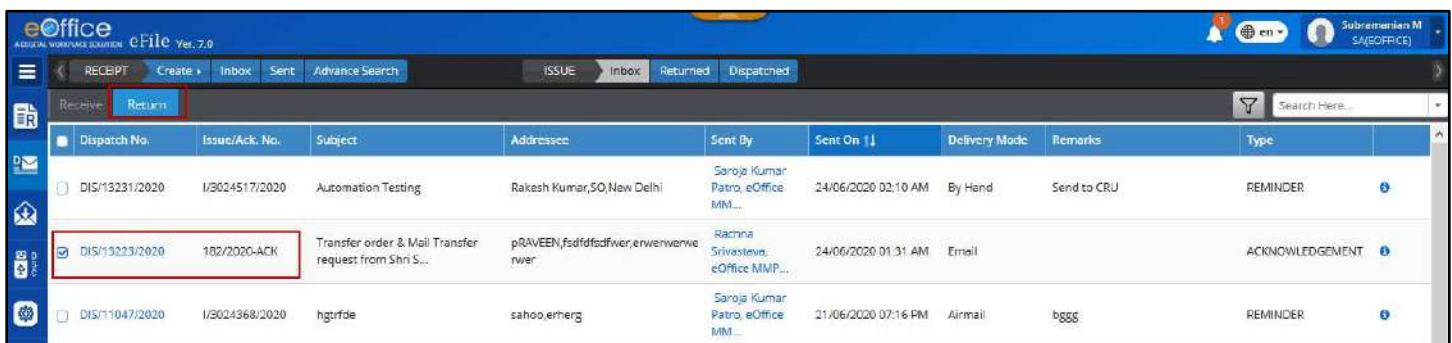 eOffice
A DIGITAL WORKPLACE SOLUTION eFile Ver. 7.0
1 en Subramanian M
SA(EOFFICE)
RECEIPT Create Inbox Sent Advance Search ISSUE Inbox Returned Dispatched
Receive Return Search Here...
Dispatch No. Issue/Ack. No. Subject Addressee Sent By Sent On Delivery Mode Remarks Type
DIS/13231/2020 I/3024517/2020 Automation Testing Rakesh Kumar,SO,New Delhi Saroja Kumar Patro, eOffice MM... 24/06/2020 02:10 AM By Hand Send to CRU REMINDER
DIS/13223/2020 182/2020-ACK Transfer order & Mail Transfer request from Shri S... pRAVEEN,fsdfdfsdfwer,erwerwerwe rwer Rachna Srivastava, eOffice MMP... 24/06/2020 01:31 AM Email ACKNOWLEDGEMENT
DIS/11047/2020 I/3024368/2020 hgtrfde sahoo,erherg Saroja Kumar Patro, eOffice MM... 21/06/2020 07:16 PM Airmail bggg REMINDER